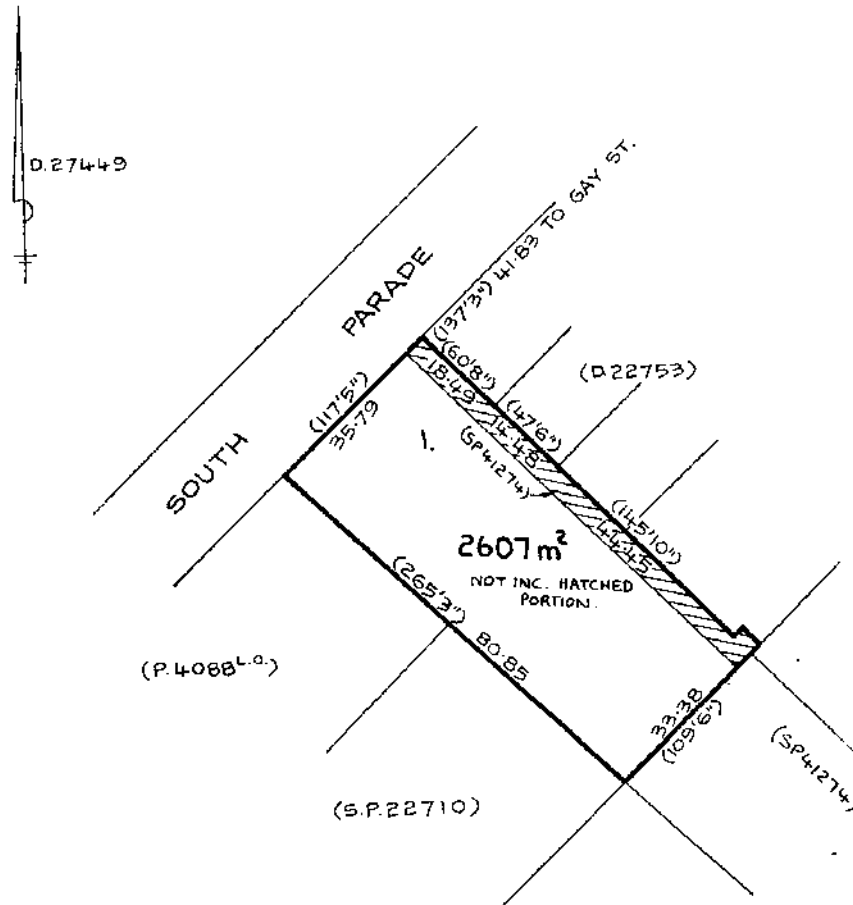 D.27449
(137'3") 41·83 TO GAY ST.
SOUTH PARADE
(60'8")
18·49
(D.22753)
(117'5")
35·79
(47'6")
14·48
1.
(SP41274)
(145'10")
44·45
2607m²
NOT INC. HATCHED
PORTION.
(265'3")
80·85
(P.4088 L.O.)
33·38
(109'6")
(SP41274)
(S.P.22710)